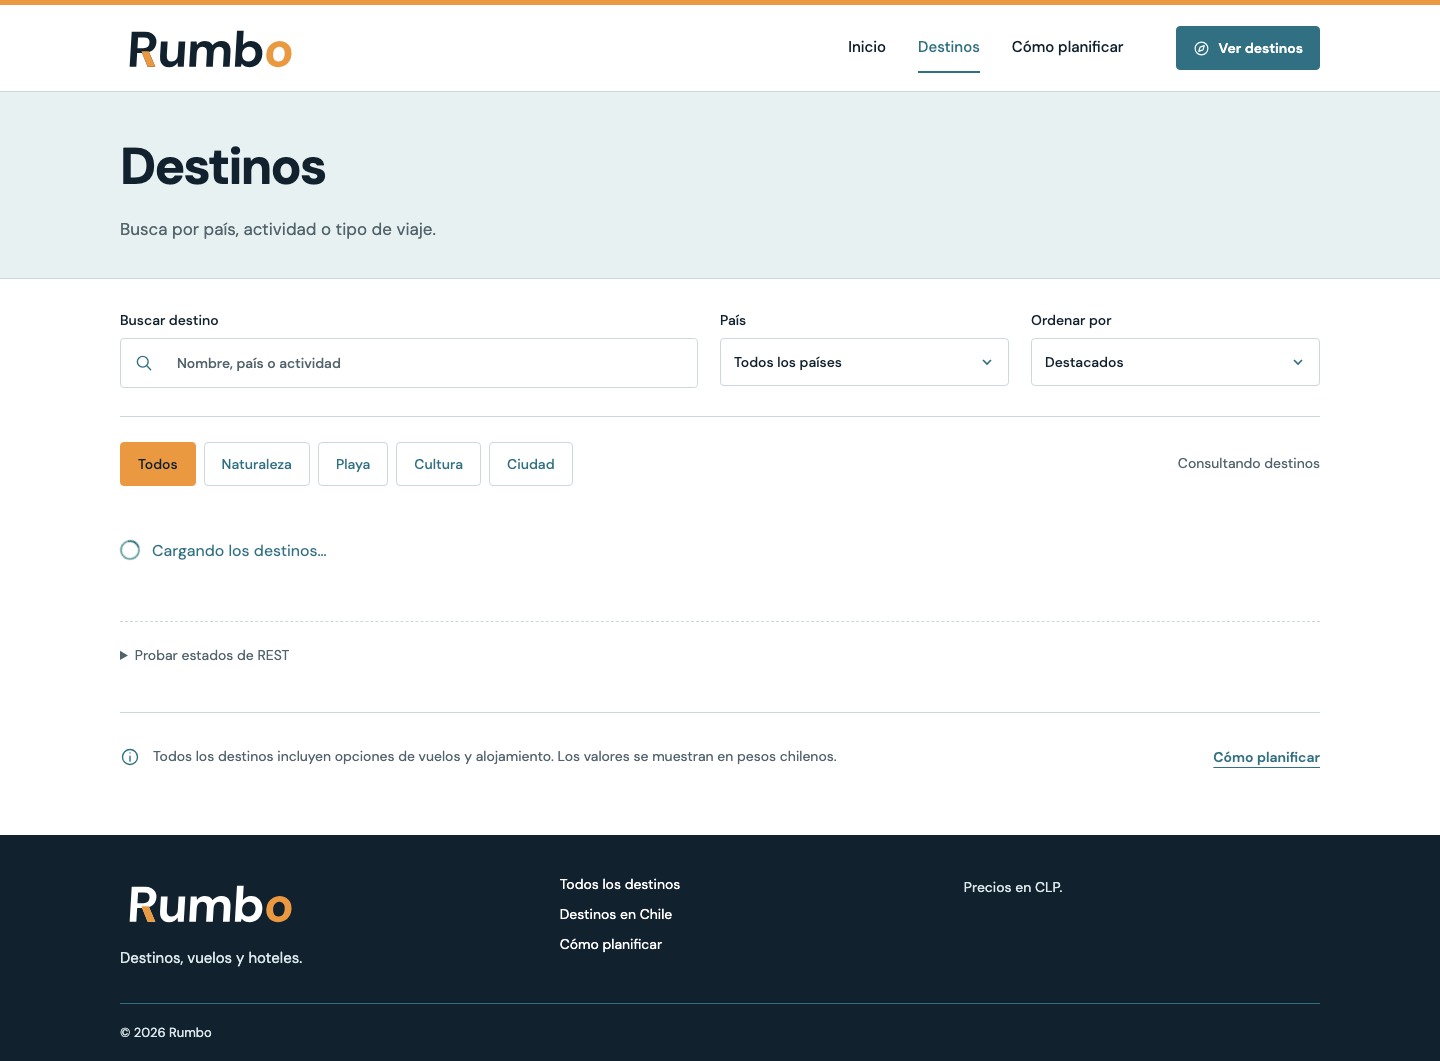 Rumbo
Inicio
Destinos
Cómo planificar
Ver destinos
Destinos
Busca por país, actividad o tipo de viaje.
Buscar destino
País
Ordenar por
Nombre, país o actividad
Todos los países
Destacados
Todos
Naturaleza
Playa
Cultura
Ciudad
Consultando destinos
Cargando los destinos...
Probar estados de REST
Todos los destinos incluyen opciones de vuelos y alojamiento. Los valores se muestran en pesos chilenos.
Cómo planificar
Rumbo
Destinos, vuelos y hoteles.
Todos los destinos
Destinos en Chile
Cómo planificar
Precios en CLP.
© 2026 Rumbo